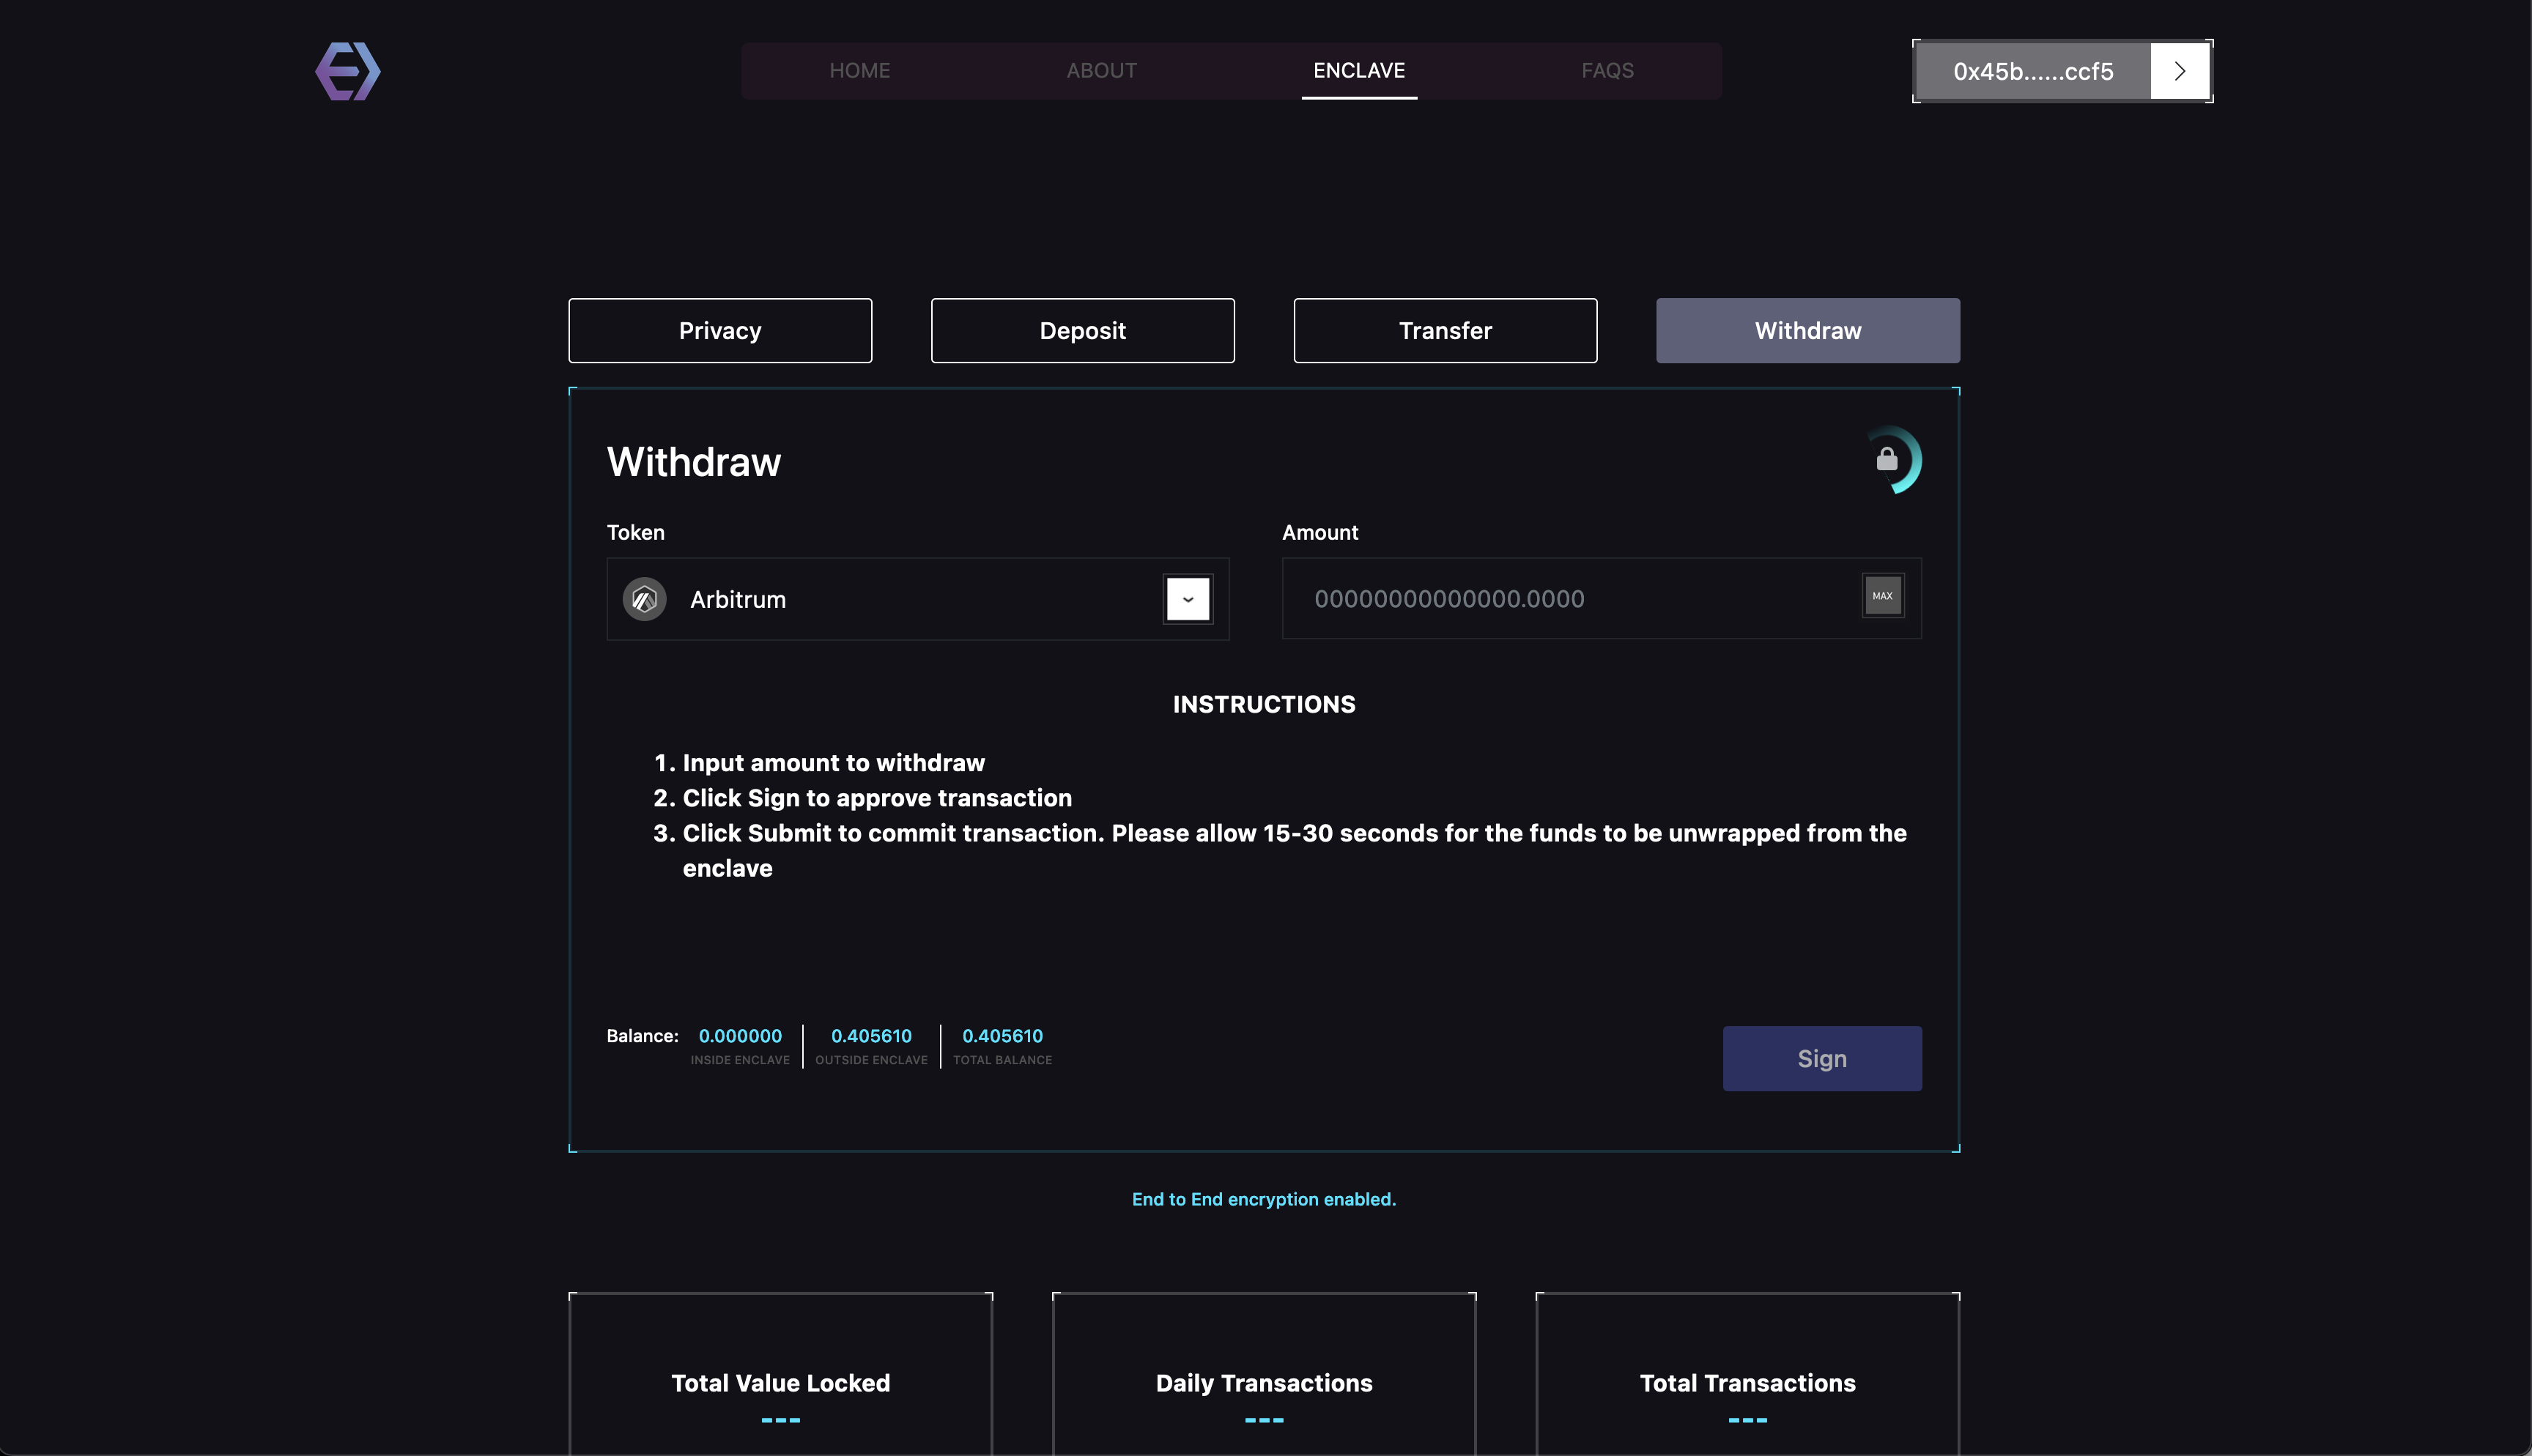 HOME
ABOUT
ENCLAVE
FAQS
0x45b......ccf5
Privacy
Deposit
Transfer
Withdraw
Withdraw
Token
Amount
Arbitrum
00000000000000.0000
MAX
INSTRUCTIONS
1. Input amount to withdraw
2. Click Sign to approve transaction
3. Click Submit to commit transaction. Please allow 15-30 seconds for the funds to be unwrapped from the
enclave
Balance:
0.000000
0.405610
0.405610
INSIDE ENCLAVE
OUTSIDE ENCLAVE
TOTAL BALANCE
Sign
End to End encryption enabled.
Total Value Locked
Daily Transactions
Total Transactions
---
---
---